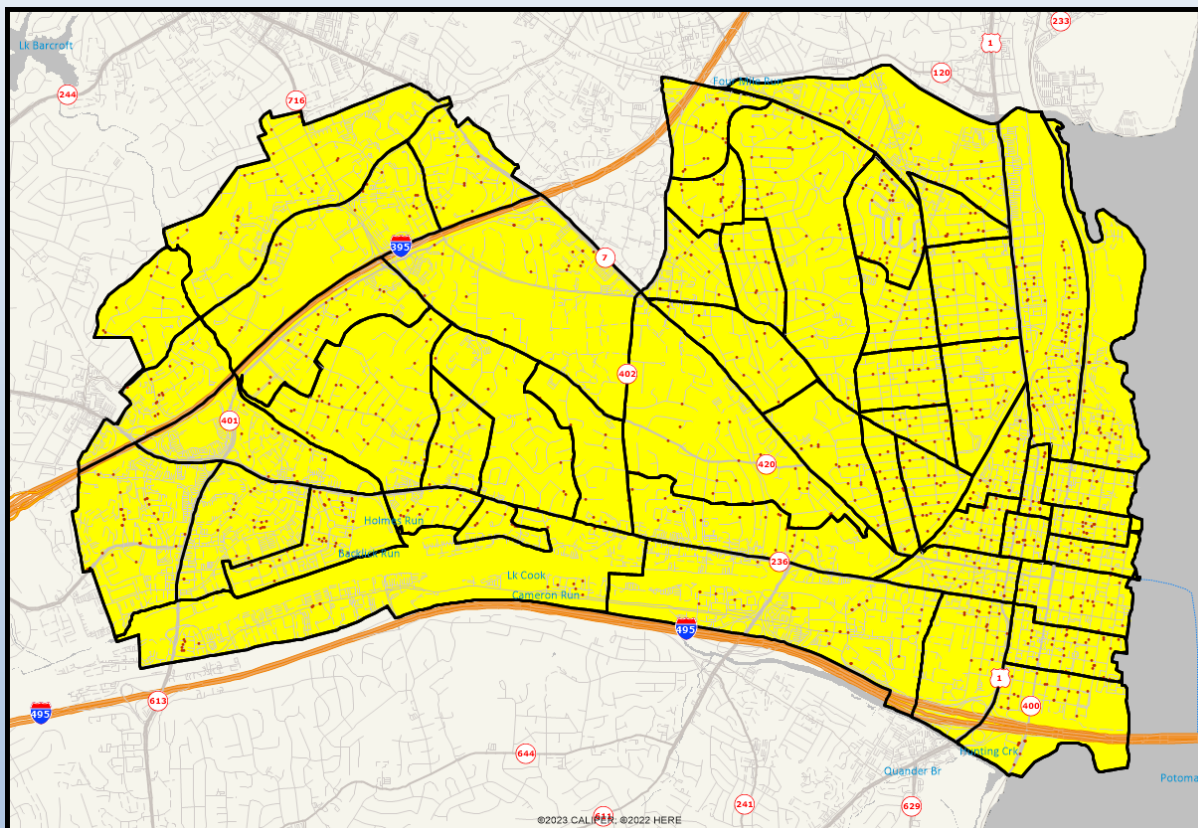 233
1
Lk Barcroft
120
Four Mile Run
244
716
395
7
402
401
420
Holmes Run
Backlick Run
236
Lk Cook
Cameron Run
495
1
613
400
495
644
Hunting Crk
Quander Br
Potoma
241
629
611
©2023 CALIPER; ©2022 HERE